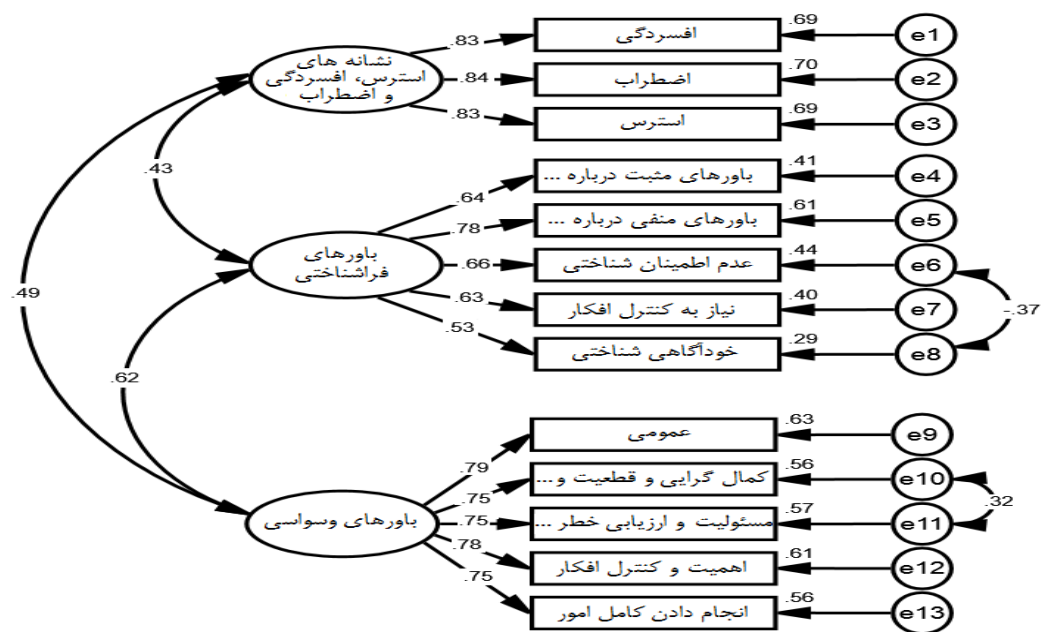 .69
افسردگی
e1
.83
نشانه های
استرس، افسردگی
و اضطراب
.84
.70
اضطراب
e2
.83
.69
استرس
e3
.43
.41
باورهای مثبت درباره ...
e4
.64
.61
باورهای منفی درباره ...
e5
.78
باورهای
فراشناختی
.66
.44
عدم اطمینان شناختی
e6
.49
.63
.40
نیاز به کنترل افکار
e7
-.37
.53
.29
خودآگاهی شناختی
e8
.62
.63
عمومی
e9
.79
.56
کمال گرایی و قطعیت و...
e10
.75
.32
باورهای وسواسی
.75
.57
مسئولیت و ارزیابی خطر ...
e11
.78
.61
اهمیت و کنترل افکار
e12
.75
.56
انجام دادن کامل امور
e13